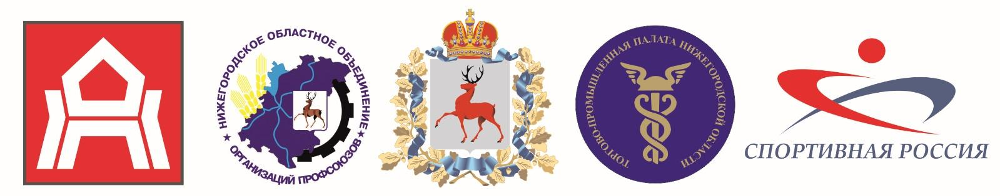 НИЖЕГОРОДСКОЕ ОБЛАСТНОЕ ОБЪЕДИНЕНИЕ
★ ОРГАНИЗАЦИЙ ПРОФСОЮЗОВ ★
ТОРГОВО-ПРОМЫШЛЕННАЯ ПАЛАТА НИЖЕГОРОДСКОЙ ОБЛАСТИ
СПОРТИВНАЯ РОССИЯ